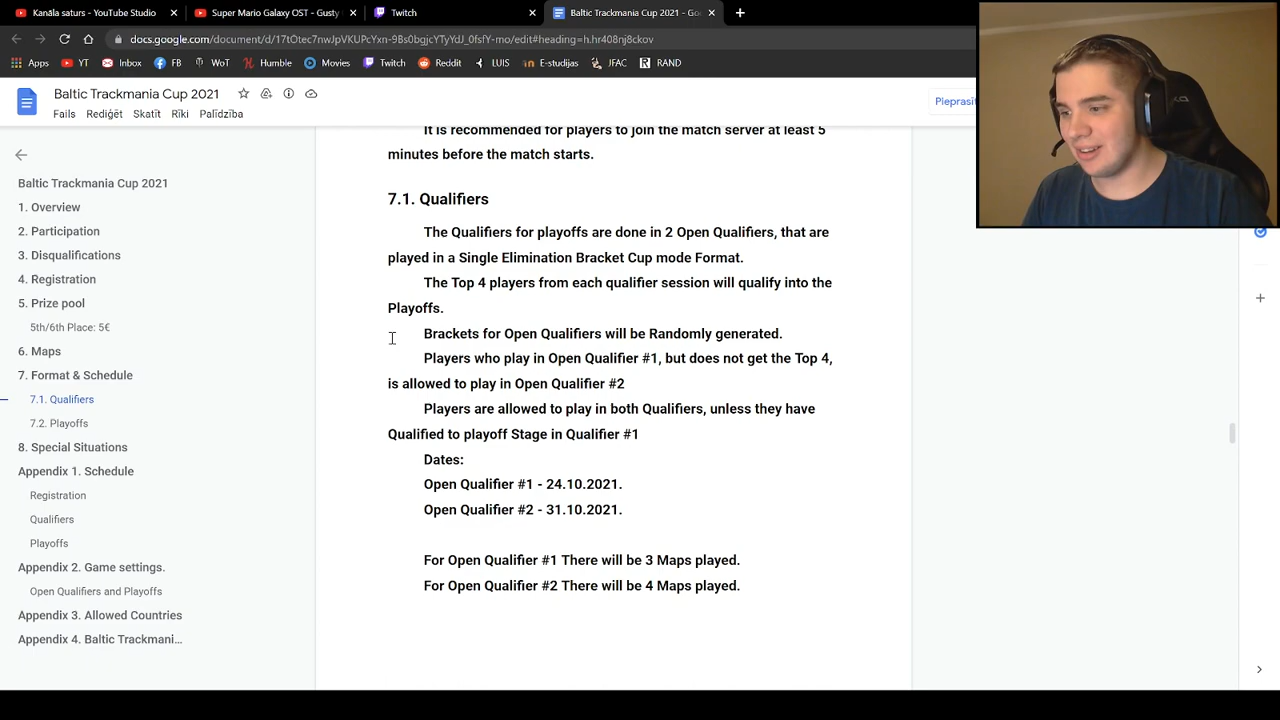 Kanāla saturs - YouTube Studio
Super Mario Galaxy OST - Gusty
Twitch
Baltic Trackmania Cup 2021 - Go
docs.google.com/document/d/17tOtec7nwJpVKUPcYxn-9Bs0bgjcYTyYdJ_0fsfY-mo/edit#heading=h.hr408nj8ckov
Apps YT Inbox FB WoT Humble Movies Twitch Reddit LUIS E-studijas JFAC RAND
Baltic Trackmania Cup 2021
Pieprasīt
Fails Rediģēt Skatīt Rīki Palīdzība
Baltic Trackmania Cup 2021
1. Overview
2. Participation
3. Disqualifications
4. Registration
5. Prize pool
5th/6th Place: 5€
6. Maps
7. Format & Schedule
7.1. Qualifiers
7.2. Playoffs
8. Special Situations
Appendix 1. Schedule
Registration
Qualifiers
Playoffs
Appendix 2. Game settings.
Open Qualifiers and Playoffs
Appendix 3. Allowed Countries
Appendix 4. Baltic Trackmani...
It is recommended for players to join the match server at least 5
minutes before the match starts.
7.1. Qualifiers
The Qualifiers for playoffs are done in 2 Open Qualifiers, that are
played in a Single Elimination Bracket Cup mode Format.
The Top 4 players from each qualifier session will qualify into the
Playoffs.
Brackets for Open Qualifiers will be Randomly generated.
Players who play in Open Qualifier #1, but does not get the Top 4,
is allowed to play in Open Qualifier #2
Players are allowed to play in both Qualifiers, unless they have
Qualified to playoff Stage in Qualifier #1
Dates:
Open Qualifier #1 - 24.10.2021.
Open Qualifier #2 - 31.10.2021.
For Open Qualifier #1 There will be 3 Maps played.
For Open Qualifier #2 There will be 4 Maps played.